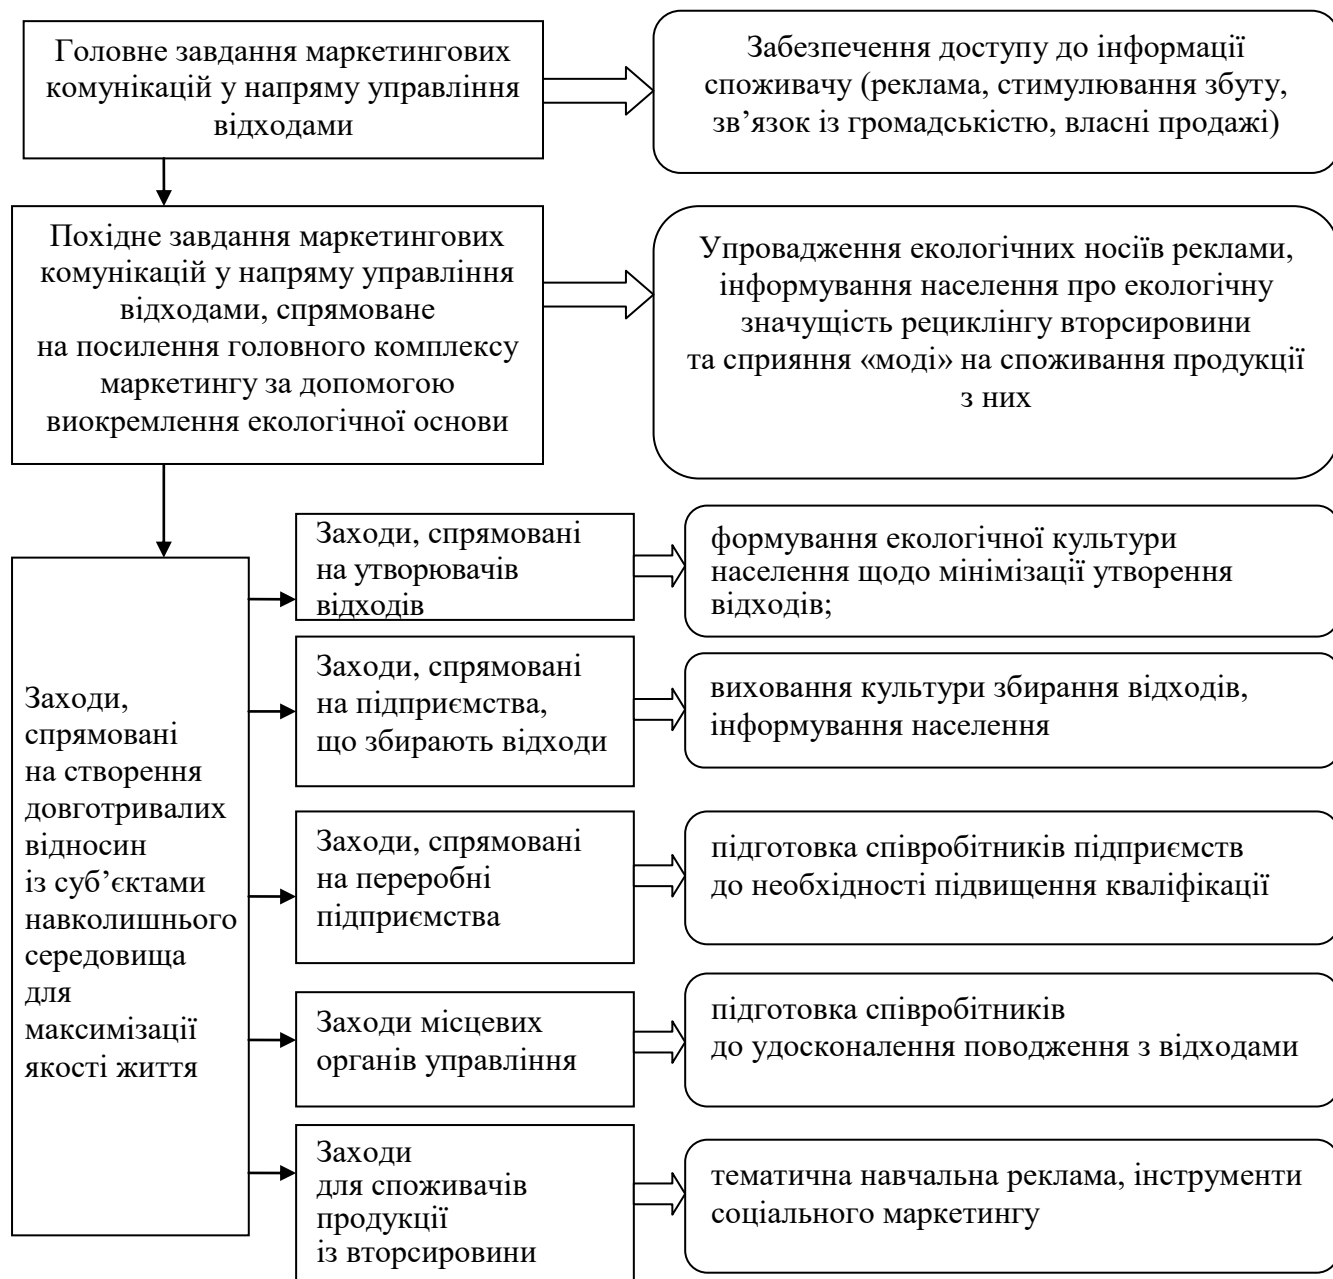 Головне завдання маркетингових
комунікацій у напряму управління
відходами
Забезпечення доступу до інформації
споживачу (реклама, стимулювання збуту,
зв’язок із громадськістю, власні продажі)
Похідне завдання маркетингових
комунікацій у напряму управління
відходами, спрямоване
на посилення головного комплексу
маркетингу за допомогою
виокремлення екологічної основи
Упровадження екологічних носіїв реклами,
інформування населення про екологічну
значущість рециклінгу вторсировини
та сприяння «моді» на споживання продукції
з них
Заходи,
спрямовані
на створення
довготривалих
відносин
із суб’єктами
навколишнього
середовища
для
максимізації
якості життя
Заходи, спрямовані
на утворювачів
відходів
формування екологічної культури
населення щодо мінімізації утворення
відходів;
Заходи, спрямовані
на підприємства,
що збирають відходи
виховання культури збирання відходів,
інформування населення
Заходи, спрямовані
на переробні
підприємства
підготовка співробітників підприємств
до необхідності підвищення кваліфікації
Заходи місцевих
органів управління
підготовка співробітників
до удосконалення поводження з відходами
Заходи
для споживачів
продукції
із вторсировини
тематична навчальна реклама, інструменти
соціального маркетингу